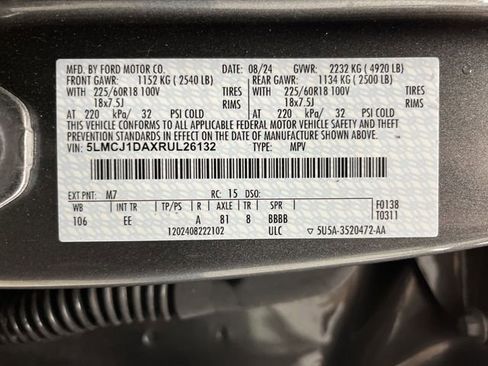 MFD. BY FORD MOTOR CO. DATE: 08/24 GVWR: 2232 KG ( 4920 LB)
FRONT GAWR: 1152 KG ( 2540 LB) REAR GAWR: 1134 KG ( 2500 LB)
WITH 225/60R18 100V TIRES WITH 225/60R18 100V TIRES
18x7.5J RIMS 18x7.5J RIMS
AT 220 kPa/ 32 PSI COLD AT 220 kPa/ 32 PSI COLD
THIS VEHICLE CONFORMS TO ALL APPLICABLE FEDERAL MOTOR VEHICLE SAFETY AND THEFT
PREVENTION STANDARDS IN EFFECT ON THE DATE OF MANUFACTURE SHOWN ABOVE.
VIN: 5LMCJ1DAXRUL26132 TYPE: MPV
EXT PNT: M7 RC: 15 DSO:
WB INT TR TP/PS R AXLE TR SPR F0138
106 EE A 81 8 BBBB T0311
1202408222102 ULC 5U5A-3520472-AA